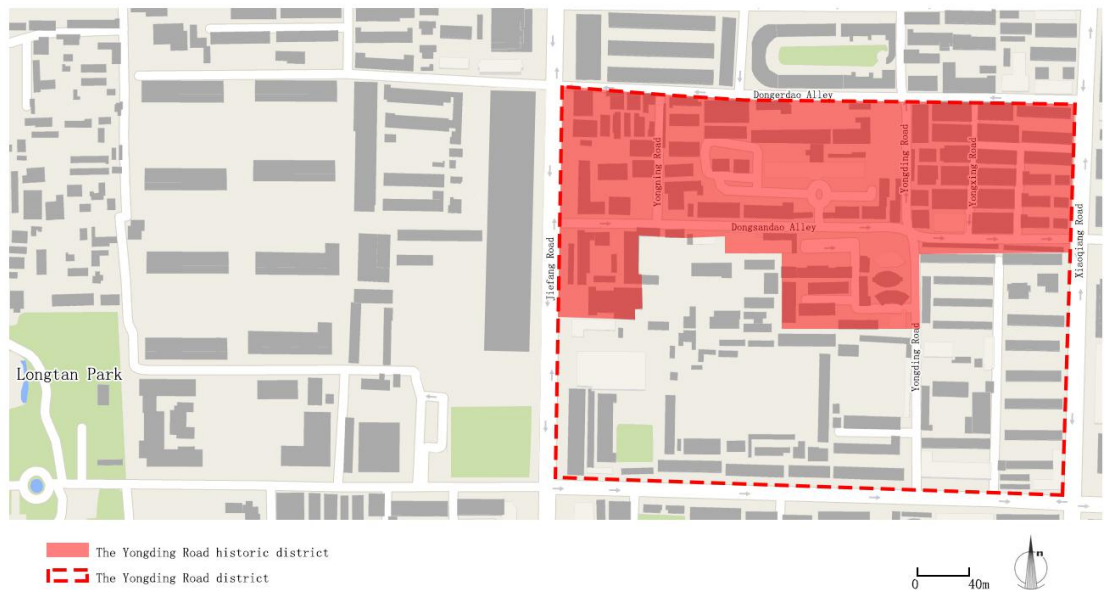 Dongerdao Alley
Yongning Road
Yongding Road
Yongxing Road
Dongsandao Alley
Jiefang Road
Xiaoqiang Road
Yongding Road
Longtan Park
The Yongding Road historic district
The Yongding Road district
0 40m
n